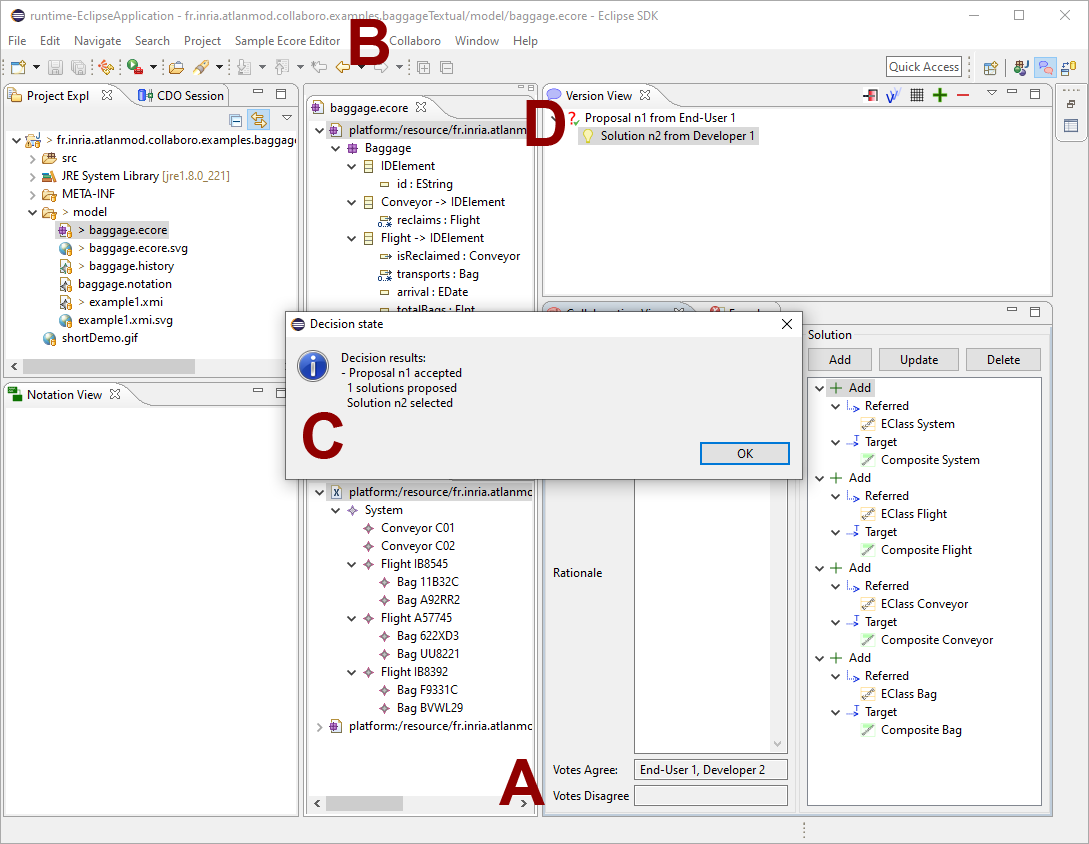 runtime-EclipseApplication - fr.inria.atlanmod.collaboro.examples.baggageTextual/model/baggage.ecore - Eclipse SDK
File Edit Navigate Search Project Sample Ecore Editor B Collaboro Window Help
Quick Access
Project Expl
CDO Session
> fr.inria.atlanmod.collaboro.examples.baggage
> src
JRE System Library [jre1.8.0_221]
META-INF
> model
> baggage.ecore
> baggage.ecore.svg
> baggage.history
baggage.notation
> example1.xmi
example1.xmi.svg
shortDemo.gif
Notation View
baggage.ecore
platform:/resource/fr.inria.atlanm
Baggage
IDElement
id : EString
Conveyor -> IDElement
reclaims : Flight
Flight -> IDElement
isReclaimed : Conveyor
transports : Bag
arrival : EDate
totalBags : EInt
D
Version View
Proposal n1 from End-User 1
Solution n2 from Developer 1
Decision state
Decision results:
- Proposal n1 accepted
1 solutions proposed
Solution n2 selected
C
OK
platform:/resource/fr.inria.atlanmo
System
Conveyor C01
Conveyor C02
Flight IB8545
Bag 11B32C
Bag A92RR2
Flight A57745
Bag 622XD3
Bag UU8221
Flight IB8392
Bag F9331C
Bag BVWL29
platform:/resource/fr.inria.atlanmo
Rationale
A
Votes Agree: End-User 1, Developer 2
Votes Disagree
Solution
Add Update Delete
Add
Referred
EClass System
Target
Composite System
Add
Referred
EClass Flight
Target
Composite Flight
Add
Referred
EClass Conveyor
Target
Composite Conveyor
Add
Referred
EClass Bag
Target
Composite Bag